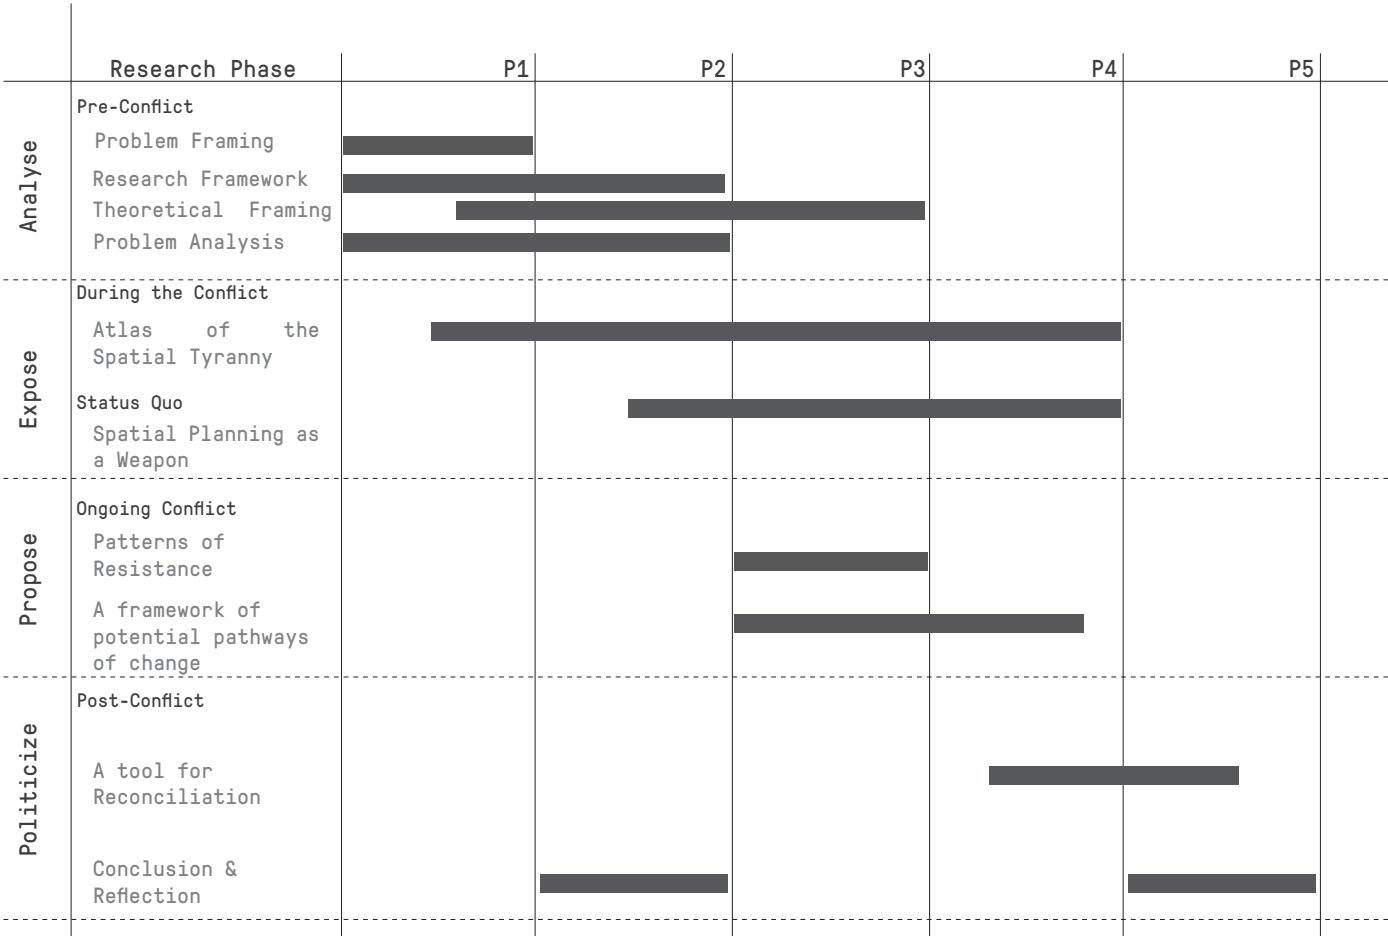 Research Phase P1 P2 P3 P4 P5
Analyse
Pre-Conflict
Problem Framing
Research Framework
Theoretical Framing
Problem Analysis
Expose
During the Conflict
Atlas of the
Spatial Tyranny
Status Quo
Spatial Planning as
a Weapon
Propose
Ongoing Conflict
Patterns of
Resistance
A framework of
potential pathways
of change
Politicize
Post-Conflict
A tool for
Reconciliation
Conclusion &
Reflection